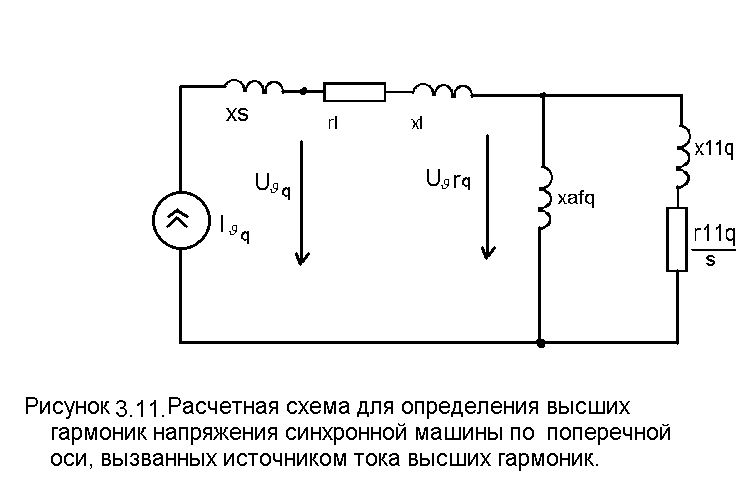 xs
rl
xl
x11q
U𝜗q
U𝜗rq
xafq
I𝜗q
r11q
s
Рисунок 3.11.Расчетная схема для определения высших
гармоник напряжения синхронной машины по поперечной
оси, вызванных источником тока высших гармоник.